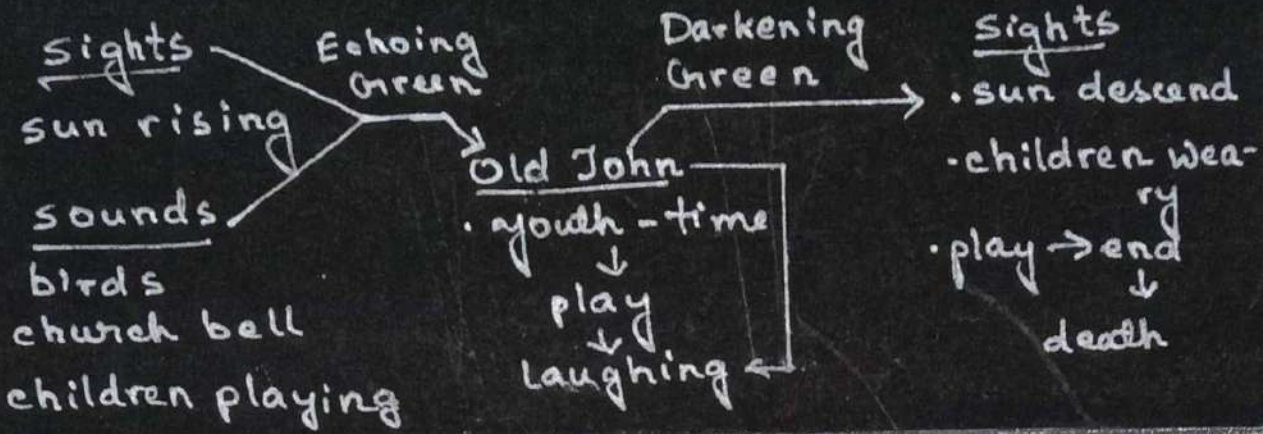 Sights
sun rising
sounds
birds
church bell
children playing
Echoing
Green
Old John
• youth - time
↓
play
↓
Laughing
Darkening
Green
Sights
• sun descend
• children wea-
ry
• play → end
↓
death